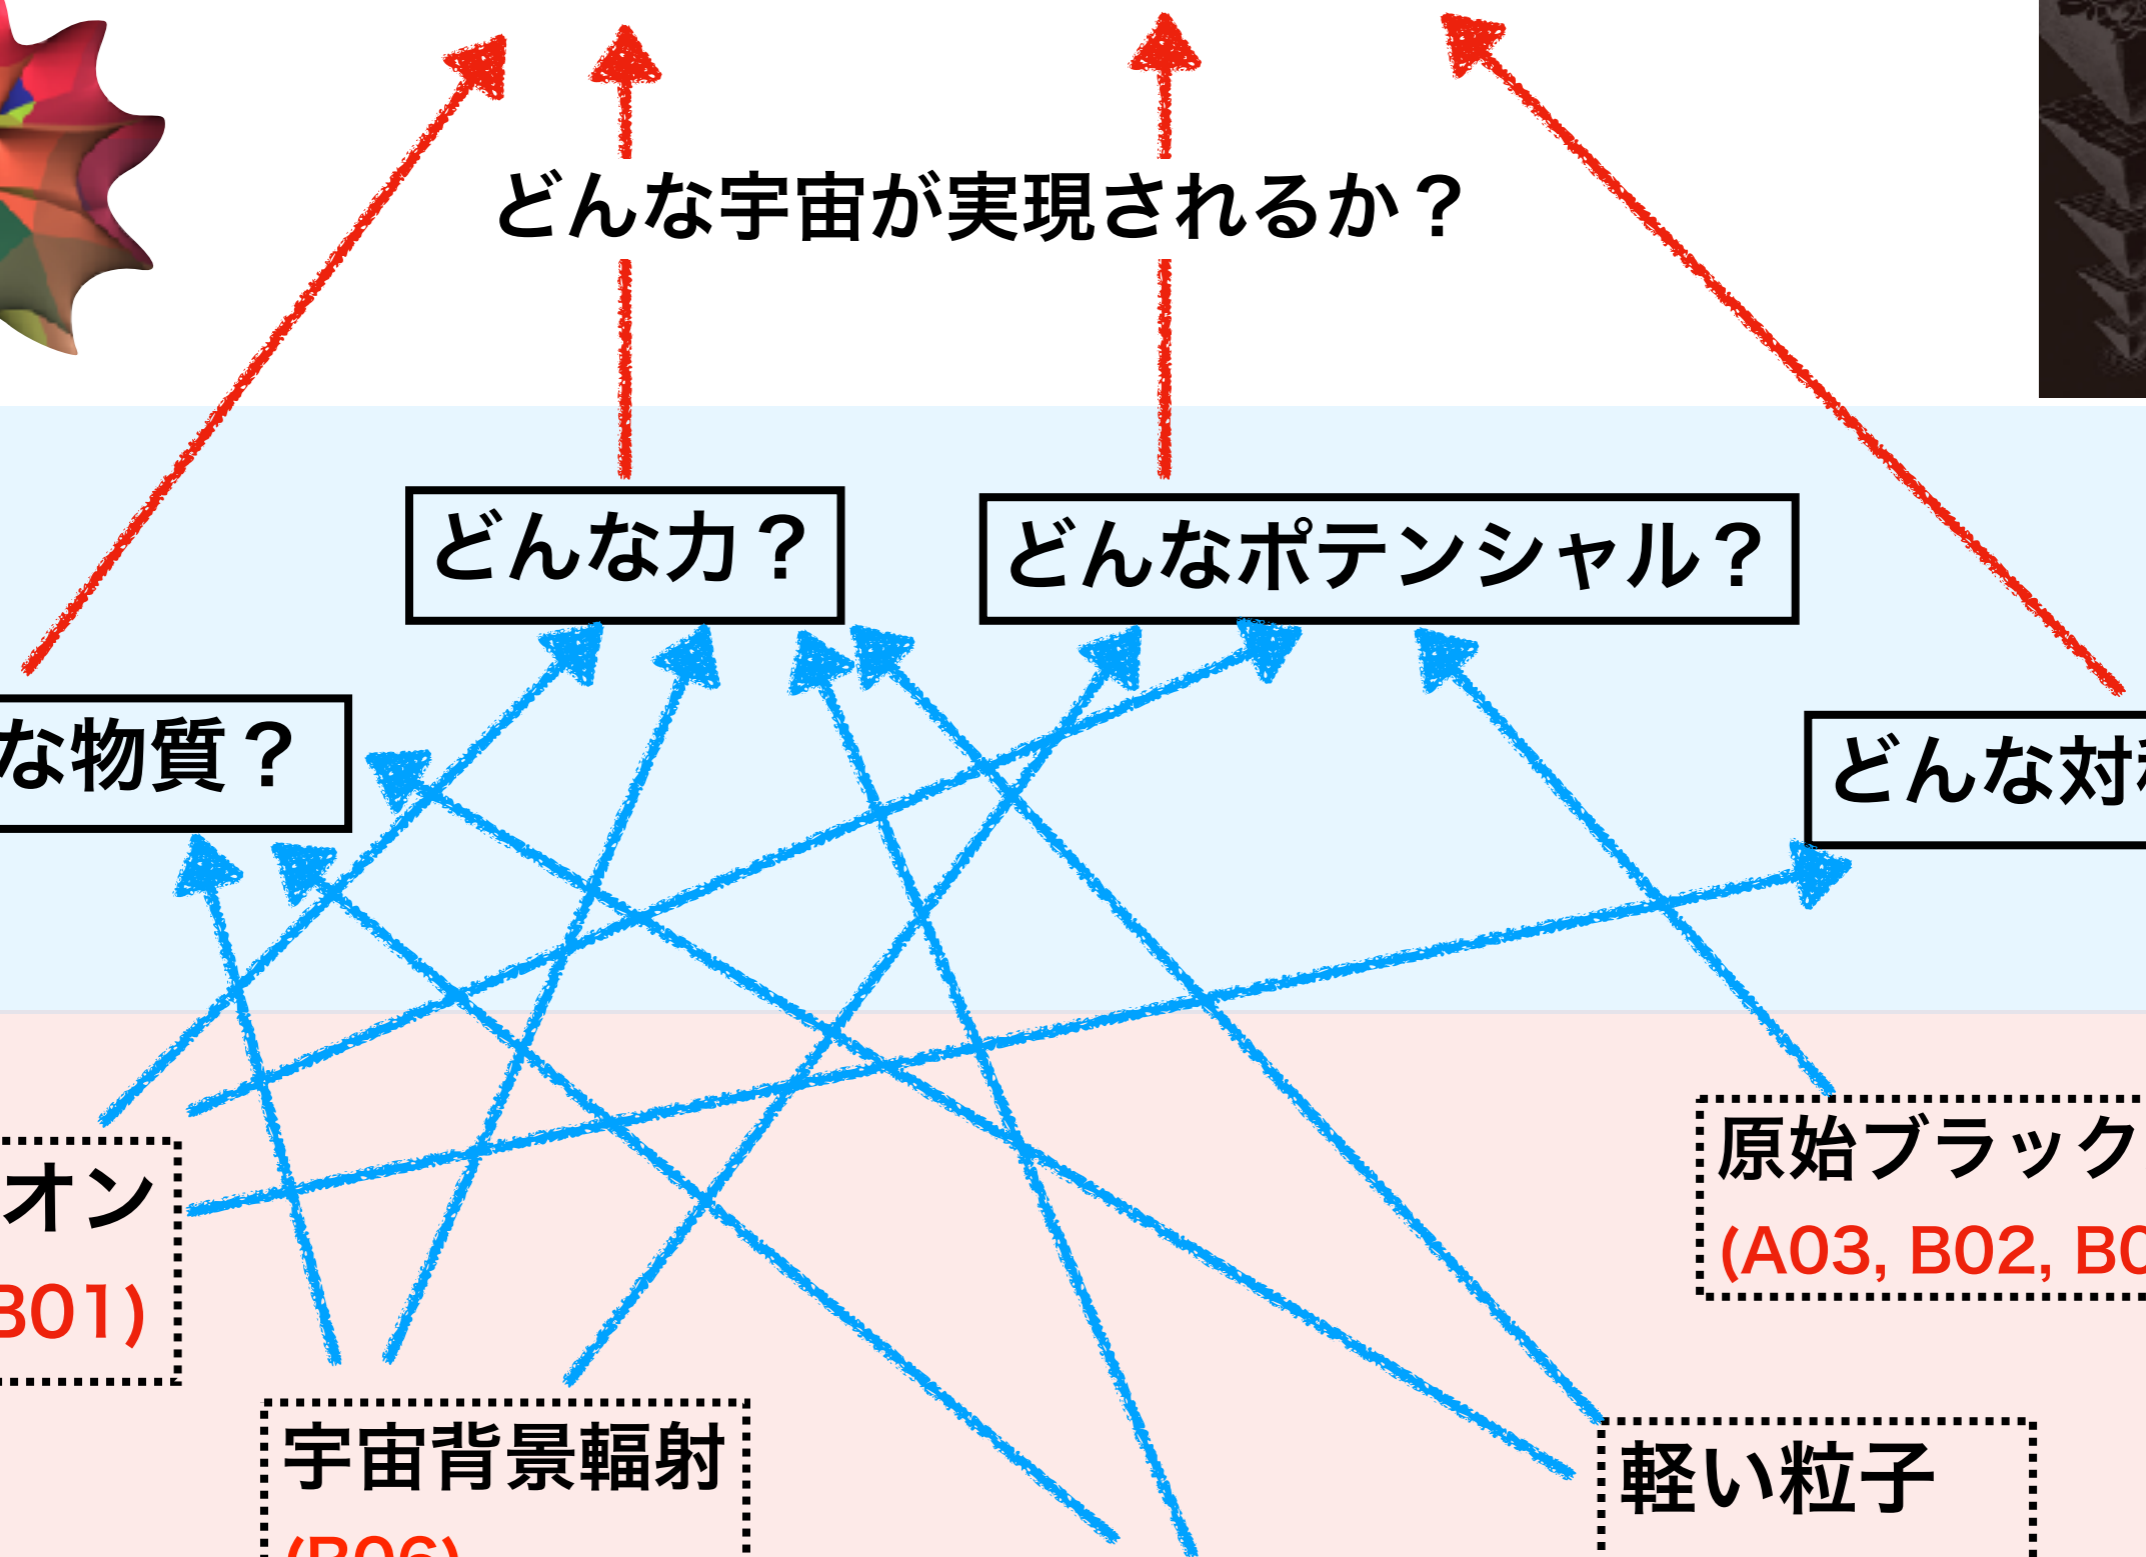 どんな宇宙が実現されるか？
どんな力？
どんなポテンシャル？
な物質？
どんな対
原始ブラック
(A03, B02, B0
オン
B01)
宇宙背景輻射
(B06)
軽い粒子